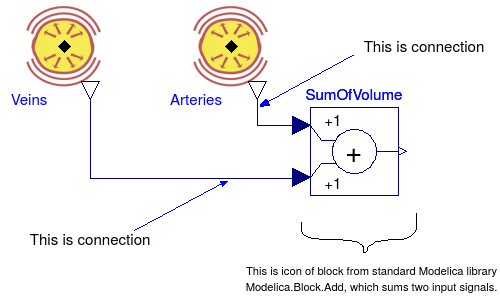 This is connection
Veins
Arteries
SumOfVolume
+1
+
+1
This is connection
This is icon of block from standard Modelica library
Modelica.Block.Add, which sums two input signals.